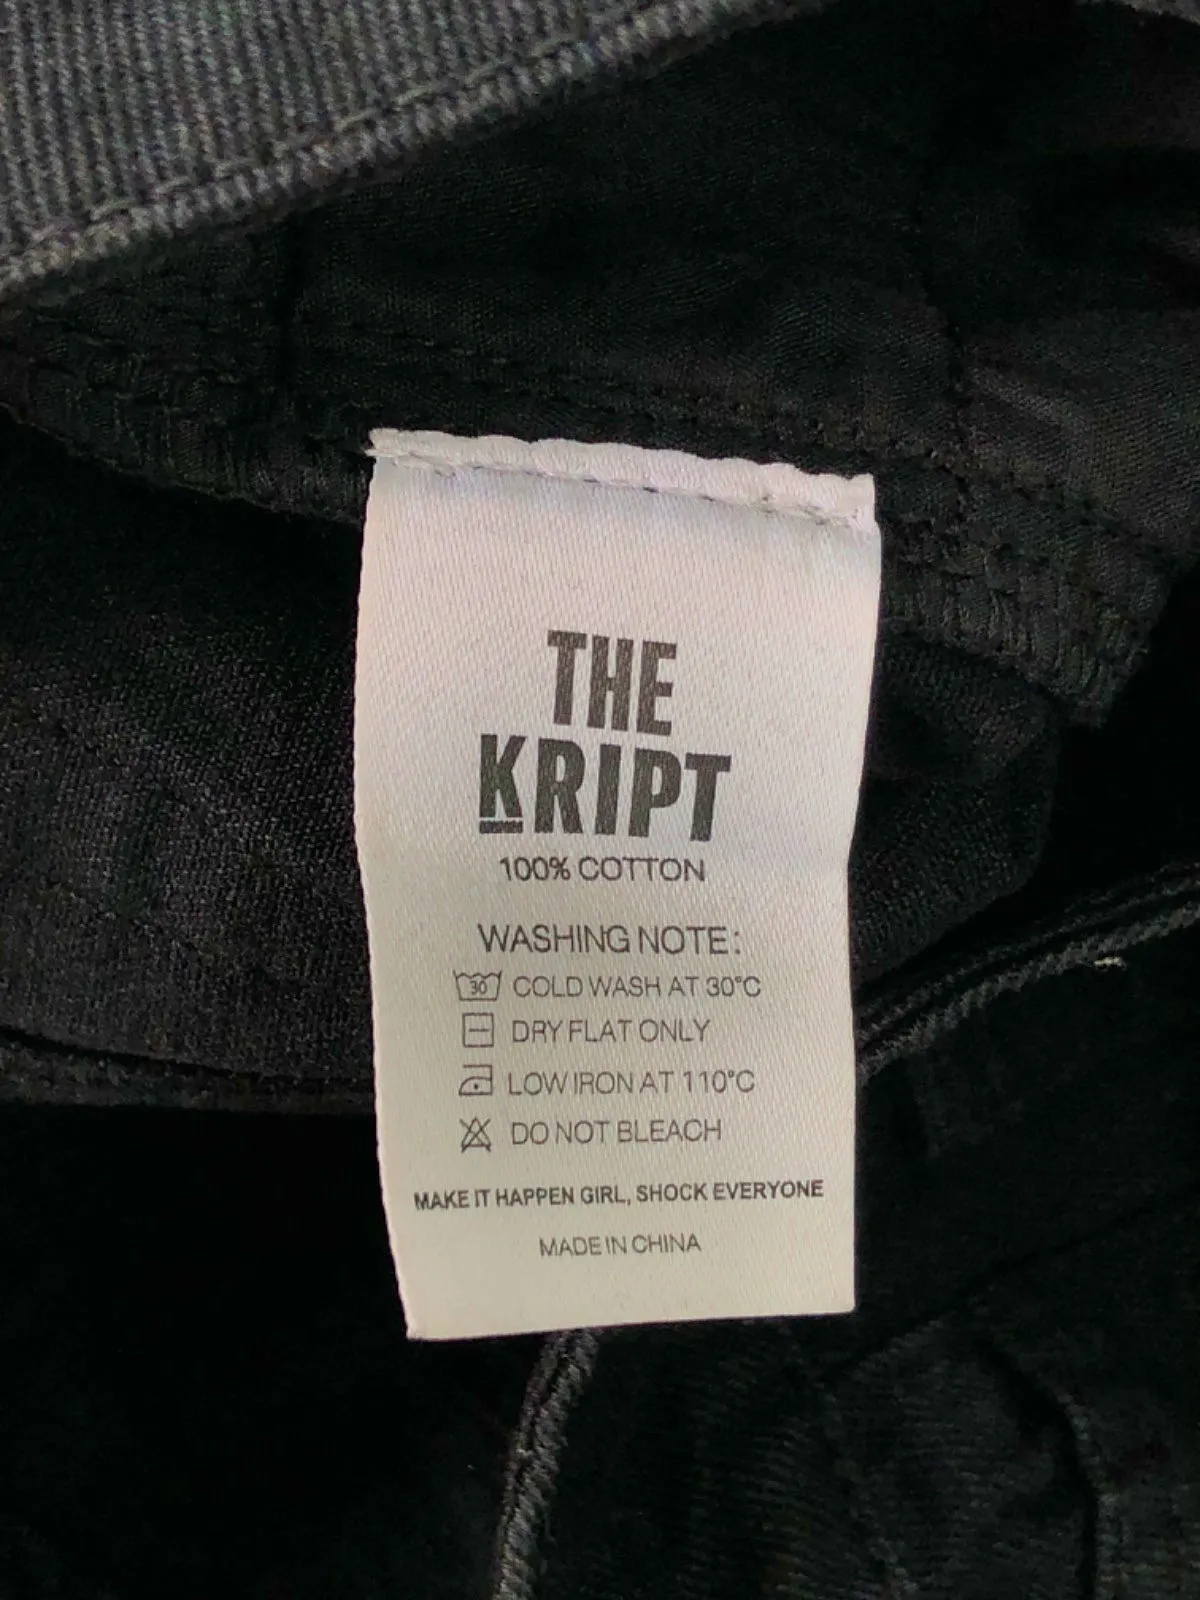 THE
KRIPT
100% COTTON
WASHING NOTE:
30 COLD WASH AT 30°C
DRY FLAT ONLY
LOW IRON AT 110°C
DO NOT BLEACH
MAKE IT HAPPEN GIRL, SHOCK EVERYONE
MADE IN CHINA